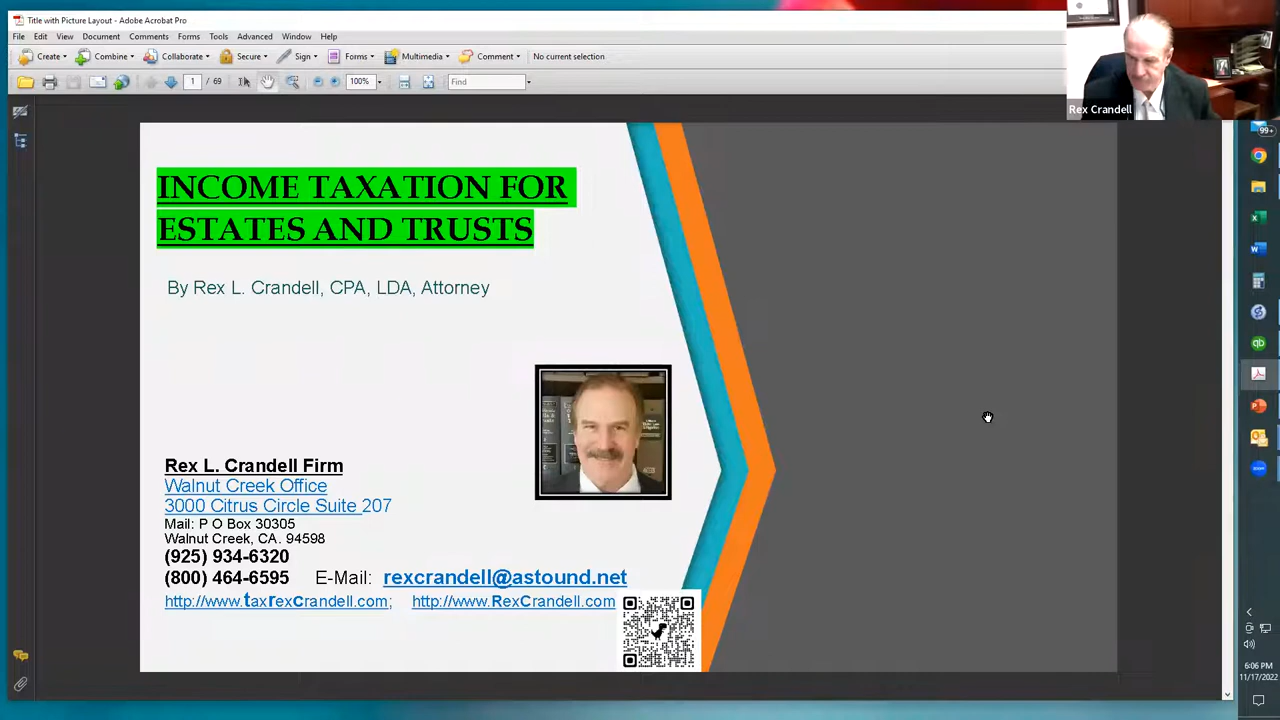 Title with Picture Layout - Adobe Acrobat Pro
File Edit View Document Comments Forms Tools Advanced Window Help
Create Combine Collaborate Secure Sign Forms Multimedia Comment No current selection
1 / 69 100% Find
Rex Crandell
99+
INCOME TAXATION FOR
ESTATES AND TRUSTS
By Rex L. Crandell, CPA, LDA, Attorney
Rex L. Crandell Firm
Walnut Creek Office
3000 Citrus Circle Suite 207
Mail: P O Box 30305
Walnut Creek, CA. 94598
(925) 934-6320
(800) 464-6595 E-Mail: rexcrandell@astound.net
http://www.taxrexcrandell.com; http://www.RexCrandell.com
6:06 PM
11/17/2022